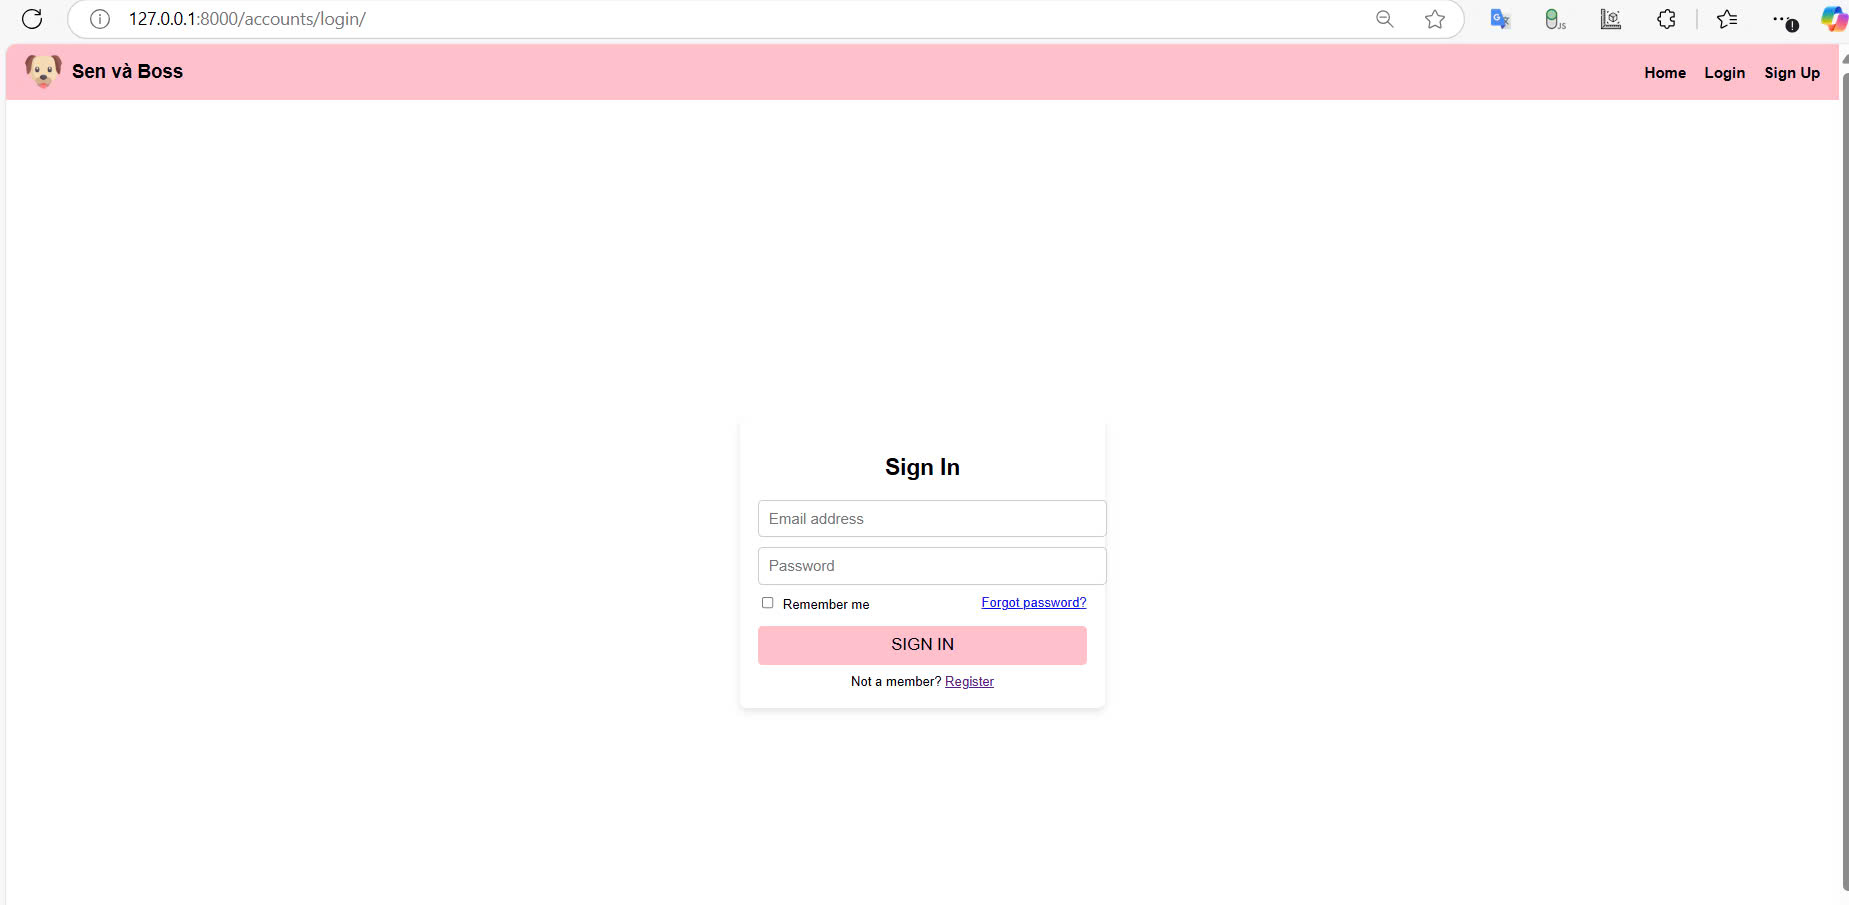 127.0.0.1:8000/accounts/login/
JS
Sen và Boss
Home Login Sign Up
Sign In
Email address
Password
Remember me Forgot password?
SIGN IN
Not a member? Register